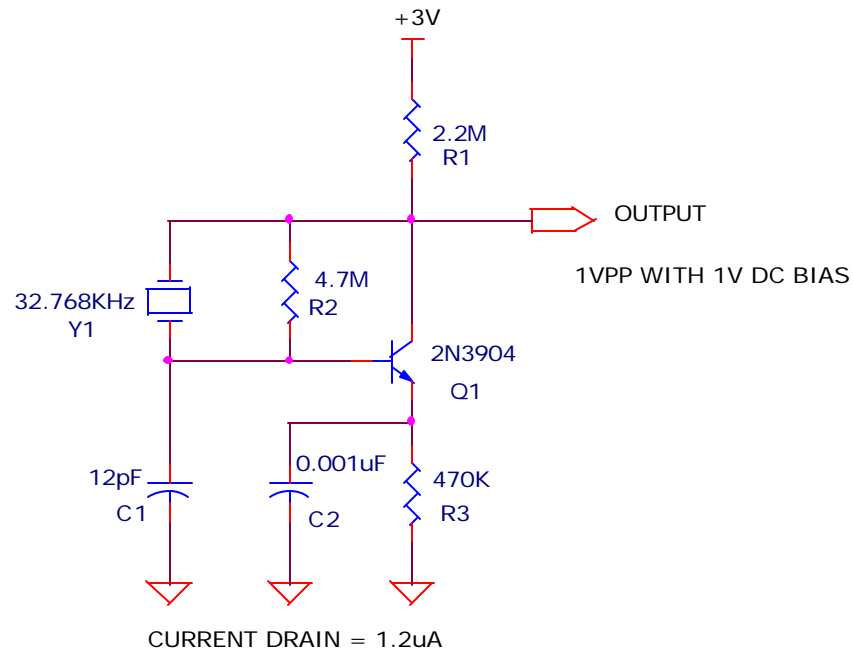 +3V
2.2M
R1
OUTPUT
1VPP WITH 1V DC BIAS
4.7M
R2
32.768KHz
Y1
2N3904
Q1
12pF
C1
0.001uF
C2
470K
R3
CURRENT DRAIN = 1.2uA